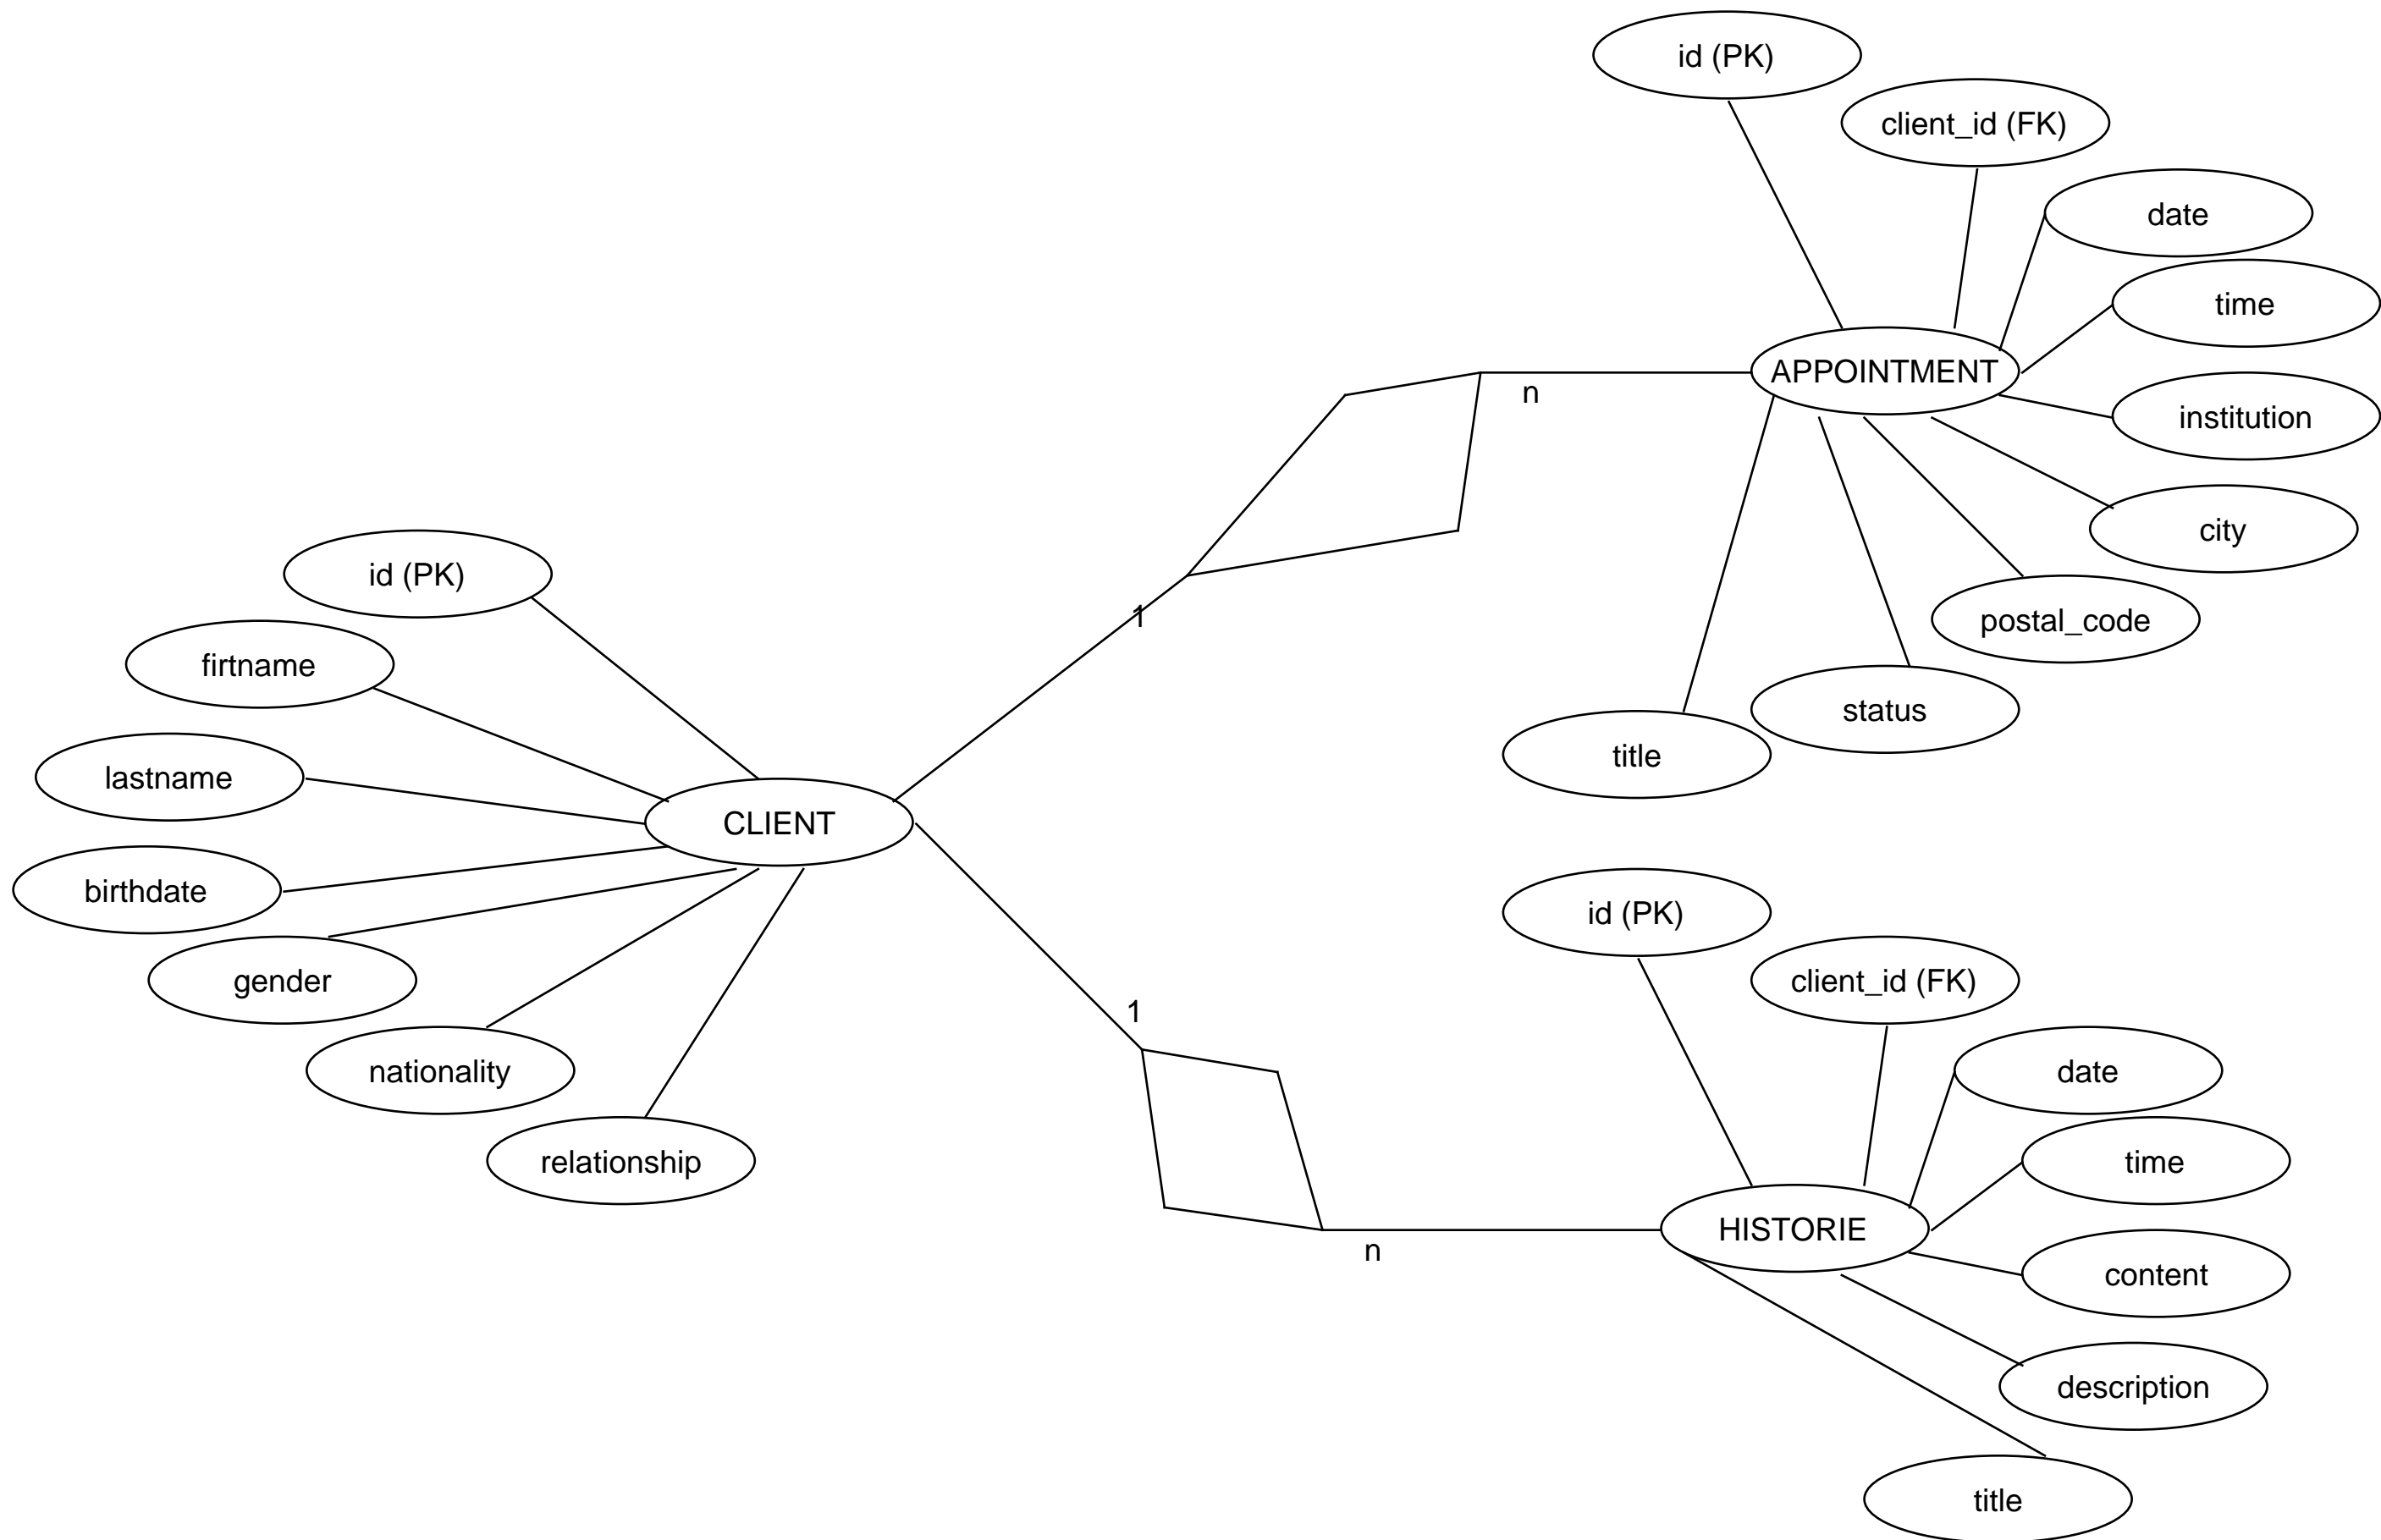 id (PK)
client_id (FK)
date
time
APPOINTMENT
n
institution
city
id (PK)
1
postal_code
firtname
status
title
lastname
CLIENT
birthdate
id (PK)
gender
client_id (FK)
1
nationality
date
relationship
time
HISTORIE
n
content
description
title